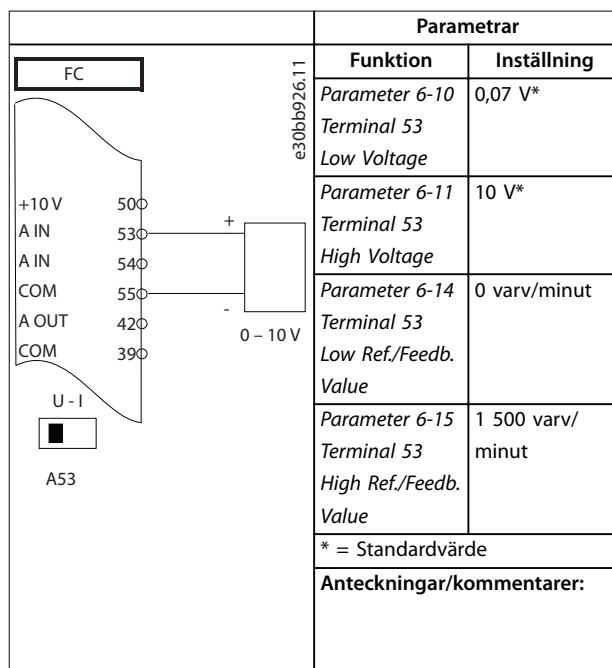 FC
e30bb926.11
+10 V 50
A IN 53
A IN 54
COM 55
A OUT 42
COM 39
+
-
0 – 10 V
U - I
A53
Parametrar
Funktion Inställning
Parameter 6-10 0,07 V*
Terminal 53
Low Voltage
Parameter 6-11 10 V*
Terminal 53
High Voltage
Parameter 6-14 0 varv/minut
Terminal 53
Low Ref./Feedb.
Value
Parameter 6-15 1 500 varv/
Terminal 53 minut
High Ref./Feedb.
Value
* = Standardvärde
Anteckningar/kommentarer: